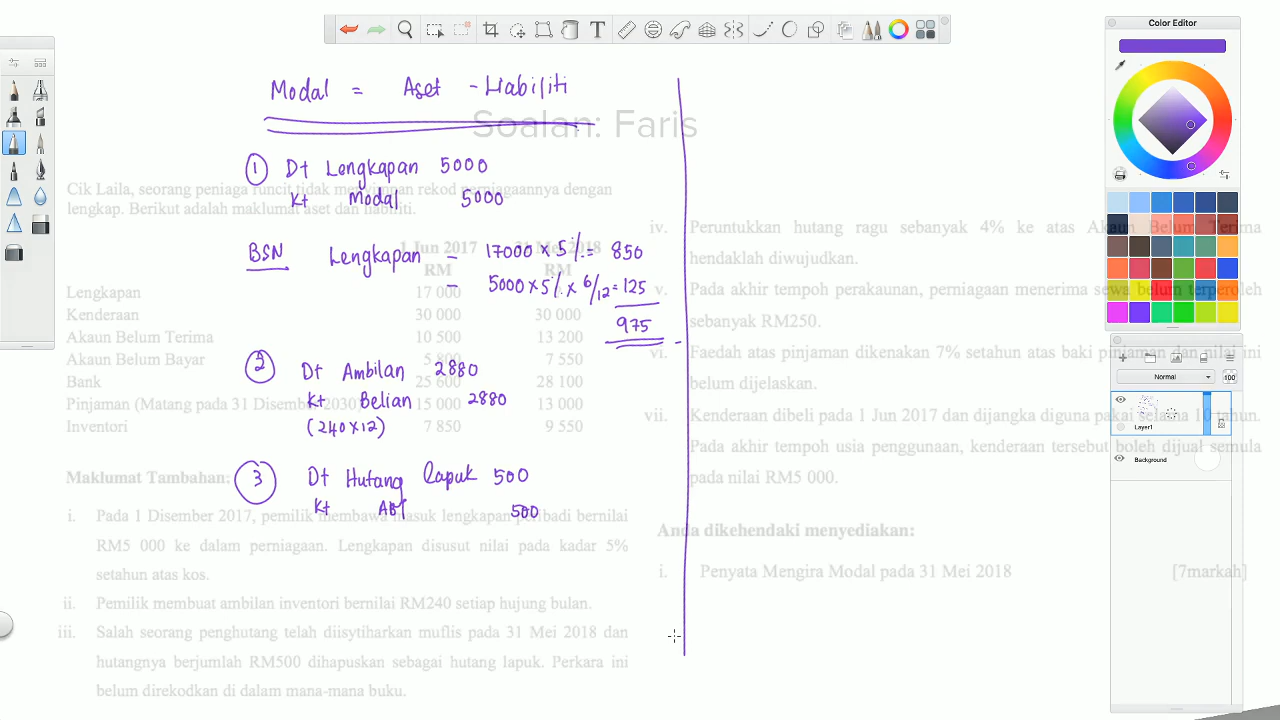 Color Editor
Modal = Aset - Liabiliti
Soalan: Faris
① Dt Lengkapan 5000
Kt Modal 5000
Cik Laila, seorang peniaga runcit tidak menyimpan rekod perniagaannya dengan
lengkap. Berikut adalah maklumat aset dan liabiliti.
BSN Lengkapan = 17000 × 5% = 850
= 5000 × 5% × 6/12 = 125
975
1 Jun 2017 31 Mei 2018
RM RM
Lengkapan 17 000
Kenderaan 30 000 30 000
Akaun Belum Terima 10 500 13 200
Akaun Belum Bayar 5 800 7 550
Bank 25 600 28 100
Pinjaman (Matang pada 31 Disember 2030) 15 000 13 000
Inventori 7 850 9 550
② Dt Ambilan 2880
Kt Belian 2880
(240 × 12)
③ Dt Hutang lapuk 500
Kt ABT 500
Maklumat Tambahan:
i. Pada 1 Disember 2017, pemilik membawa masuk lengkapan peribadi bernilai
RM5 000 ke dalam perniagaan. Lengkapan disusut nilai pada kadar 5%
setahun atas kos.
ii. Pemilik membuat ambilan inventori bernilai RM240 setiap hujung bulan.
iii. Salah seorang penghutang telah diisytiharkan muflis pada 31 Mei 2018 dan
hutangnya berjumlah RM500 dihapuskan sebagai hutang lapuk. Perkara ini
belum direkodkan di dalam mana-mana buku.
iv. Peruntukkan hutang ragu sebanyak 4% ke atas Akaun Belum Terima
hendaklah diwujudkan.
v. Pada akhir tempoh perakaunan, perniagaan menerima sewa belum terperoleh
sebanyak RM250.
vi. Faedah atas pinjaman dikenakan 7% setahun atas baki pinjaman dan nilai ini
belum dijelaskan.
vii. Kenderaan dibeli pada 1 Jun 2017 dan dijangka diguna pakai selama 10 tahun.
Pada akhir tempoh usia penggunaan, kenderaan tersebut boleh dijual semula
pada nilai RM5 000.
Anda dikehendaki menyediakan:
i. Penyata Mengira Modal pada 31 Mei 2018 [7markah]
Normal 100
Layer1
Background